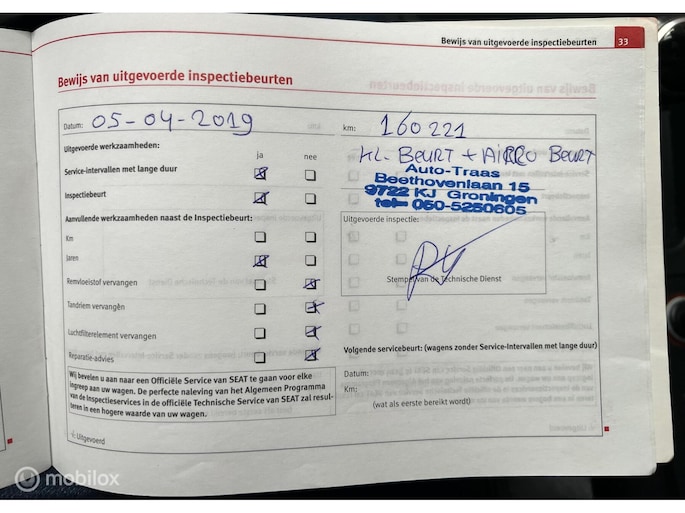 Bewijs van uitgevoerde inspectiebeurten 33
Bewijs van uitgevoerde inspectiebeurten
Datum: 05-04-2019
km: 160221
Uitgevoerde werkzaamheden:
ja nee
KL-BEURT + AIRCO BEURT
Service-intervallen met lange duur
Auto-Traas
Beethovenlaan 15
9722 KJ Groningen
tel= 050-5250605
Inspectiebeurt
Aanvullende werkzaamheden naast de Inspectiebeurt:
Uitgevoerde inspectie:
Km
Jaren
Remvloeistof vervangen
Stempel van de Technische Dienst
Tandriem vervangen
Luchtfilterelement vervangen
Reparatie-advies
Volgende servicebeurt: (wagens zonder Service-Intervallen met lange duur)
Datum:
Km:
(wat als eerste bereikt wordt)
Wij bevelen u aan naar een Officiële Service van SEAT te gaan voor elke
ingreep aan uw wagen. De perfecte naleving van het Algemeen Programma
van de Inspectieservices in de officiële Technische Service van SEAT zal resul-
teren in een hogere waarde van uw wagen.
: Uitgevoerd
mobilox